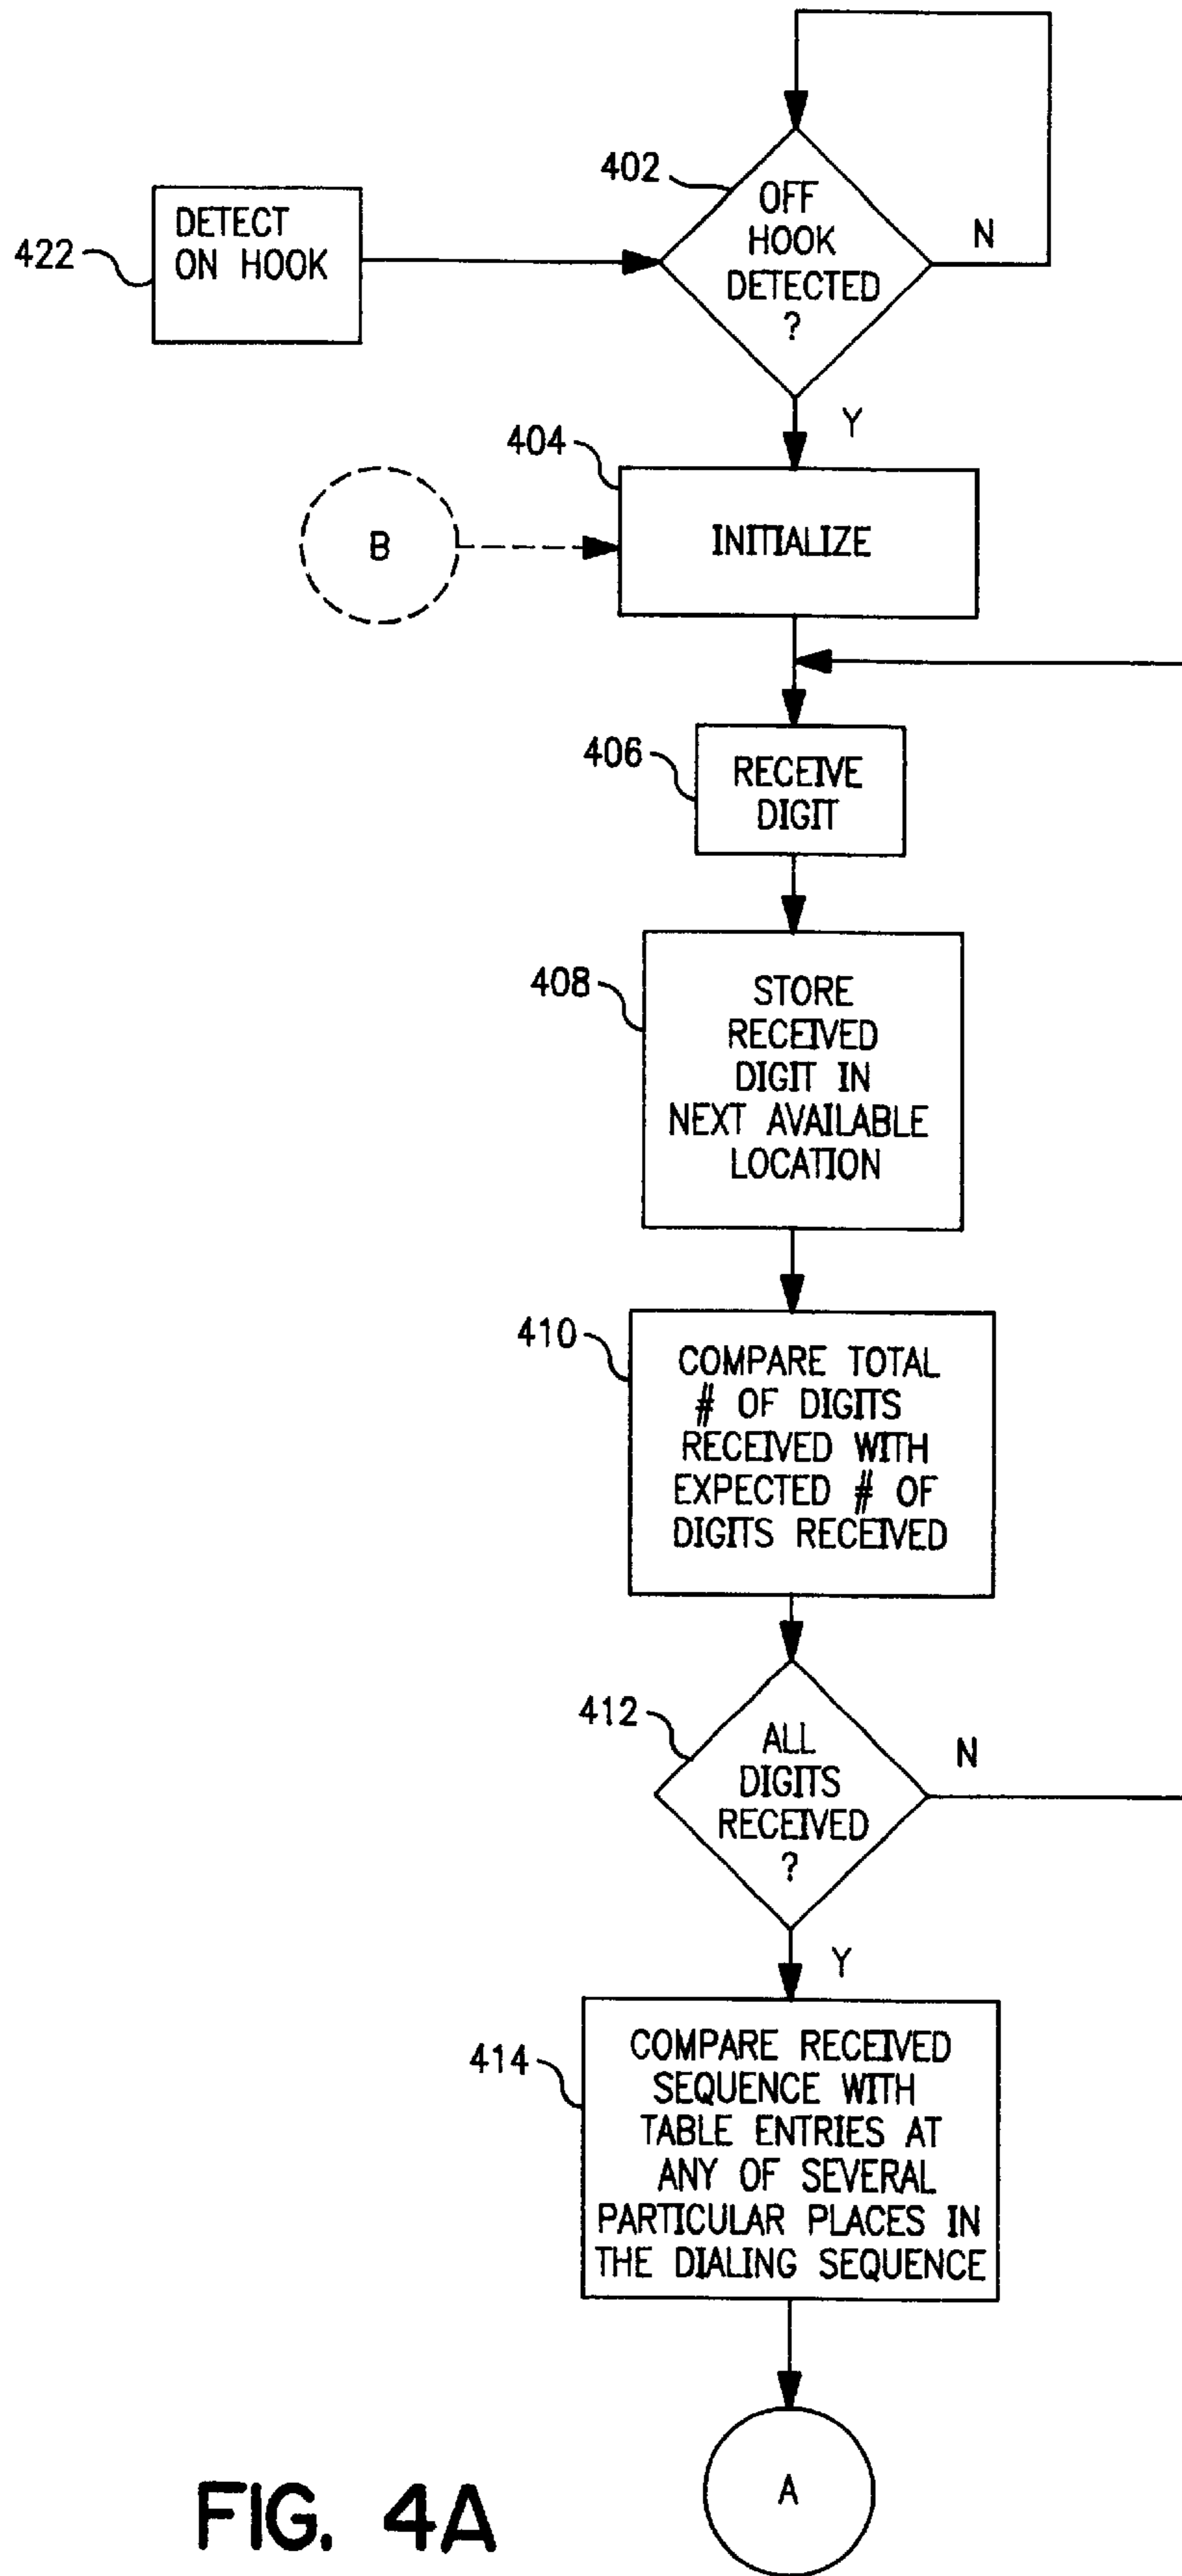 402
OFF
HOOK
DETECTED
?
N
422
DETECT
ON HOOK
Y
404
INITIALIZE
B
406
RECEIVE
DIGIT
408
STORE
RECEIVED
DIGIT IN
NEXT AVAILABLE
LOCATION
410
COMPARE TOTAL
# OF DIGITS
RECEIVED WITH
EXPECTED # OF
DIGITS RECEIVED
412
ALL
DIGITS
RECEIVED
?
N
Y
414
COMPARE RECEIVED
SEQUENCE WITH
TABLE ENTRIES AT
ANY OF SEVERAL
PARTICULAR PLACES IN
THE DIALING SEQUENCE
A
FIG. 4A